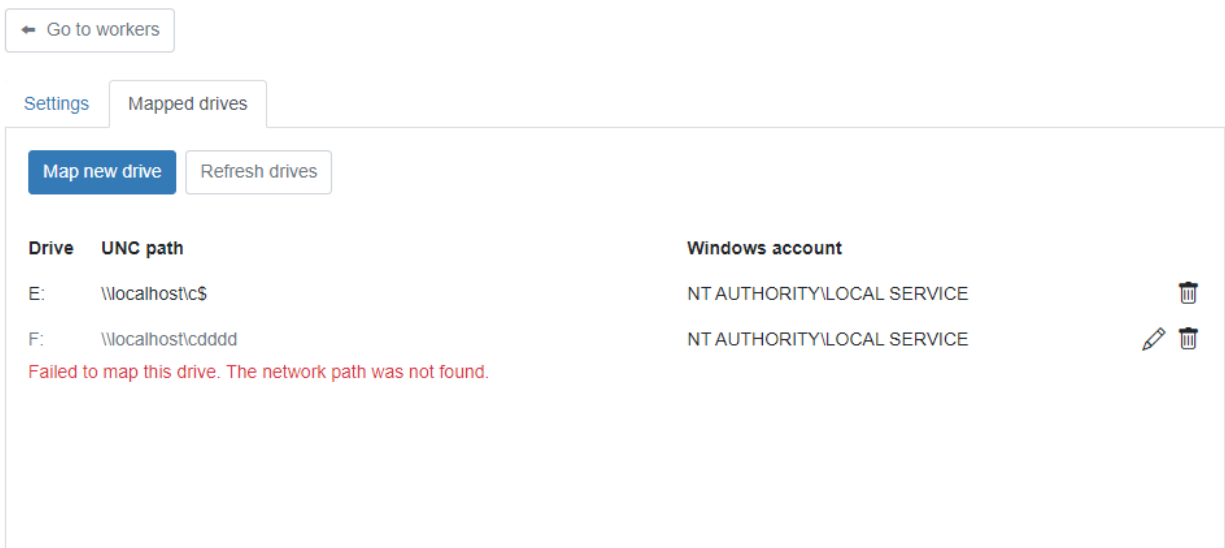 Go to workers
Settings Mapped drives
Map new drive Refresh drives
Drive UNC path Windows account
E: \\localhost\c$ NT AUTHORITY\LOCAL SERVICE
F: \\localhost\cdddd NT AUTHORITY\LOCAL SERVICE
Failed to map this drive. The network path was not found.